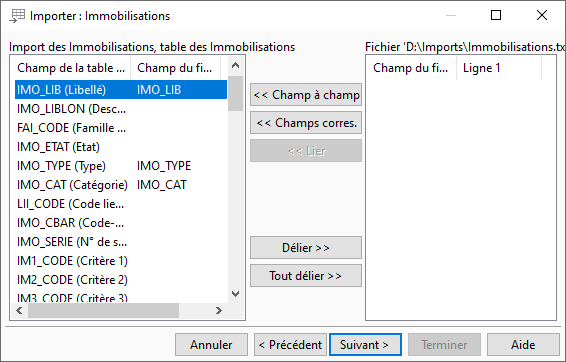 Importer : Immobilisations
Import des Immobilisations, table des Immobilisations
Champ de la table ... Champ du fi...
IMO_LIB (Libellé) IMO_LIB
IMO_LIBLON (Desc...
FAI_CODE (Famille ...
IMO_ETAT (Etat)
IMO_TYPE (Type) IMO_TYPE
IMO_CAT (Catégorie) IMO_CAT
LII_CODE (Code lie...
IMO_CBAR (Code-...
IMO_SERIE (N° de s...
IM1_CODE (Critère 1)
IM2_CODE (Critère 2)
IM3_CODE (Critère 3)
<< Champ à champ
<< Champs corres.
<< Lier
Délier >>
Tout délier >>
Fichier 'D:\Imports\Immobilisations.tx
Champ du fi... Ligne 1
Annuler
< Précédent
Suivant >
Terminer
Aide